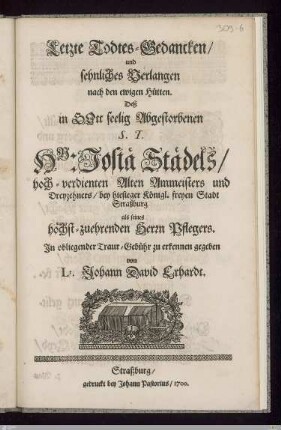 Letzte Todtes-Gedancken/
und
sehnliches Verlangen
nach den ewigen Hütten.
Deß
in GOtt seelig Abgestorbenen
S. T.
Hn. Josiä Städels/
hoch-verdienten Alten Ammeisters und
Dreyzehners/ bey hiesieger Königl. freyen Stadt
Straßburg
als seines
höchst-zuehrenden Herrn Pflegers.
In obliegender Traur-Gebühr zu erkennen gegeben
von
Johann David Erhardt.
Straßburg/
gedruckt bey Johann Pastorius/ 1700.